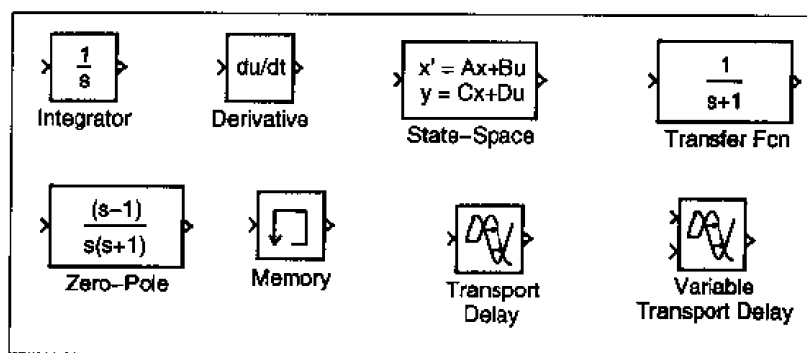 1
s
Integrator
du/dt
Derivative
x' = Ax+Bu
y = Cx+Du
State-Space
1
s+1
Transfer Fcn
(s-1)
s(s+1)
Zero-Pole
Memory
Transport
Delay
Variable
Transport Delay